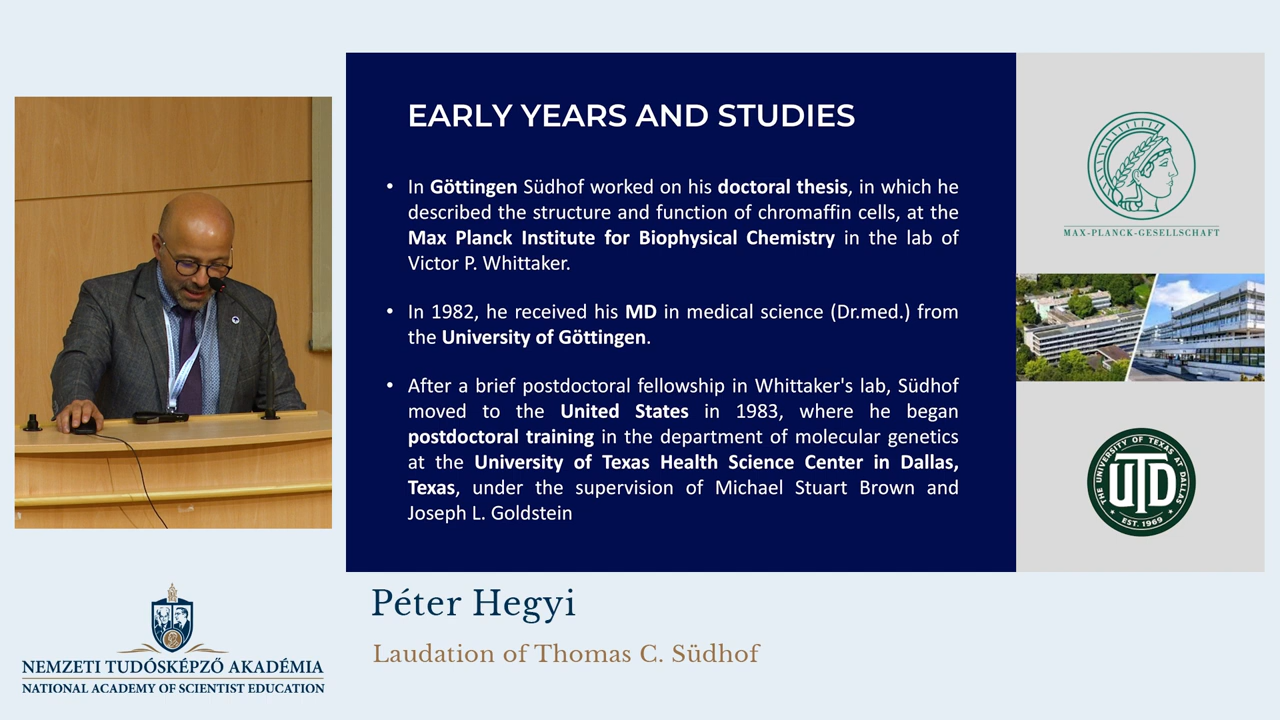 EARLY YEARS AND STUDIES
• In Göttingen Südhof worked on his doctoral thesis, in which he
described the structure and function of chromaffin cells, at the
Max Planck Institute for Biophysical Chemistry in the lab of
Victor P. Whittaker.
• In 1982, he received his MD in medical science (Dr.med.) from
the University of Göttingen.
• After a brief postdoctoral fellowship in Whittaker's lab, Südhof
moved to the United States in 1983, where he began
postdoctoral training in the department of molecular genetics
at the University of Texas Health Science Center in Dallas,
Texas, under the supervision of Michael Stuart Brown and
Joseph L. Goldstein
MAX-PLANCK-GESELLSCHAFT
THE UNIVERSITY OF TEXAS AT DALLAS
UTD
EST. 1969
Péter Hegyi
Laudation of Thomas C. Südhof
NEMZETI TUDÓSKÉPZŐ AKADÉMIA
NATIONAL ACADEMY OF SCIENTIST EDUCATION